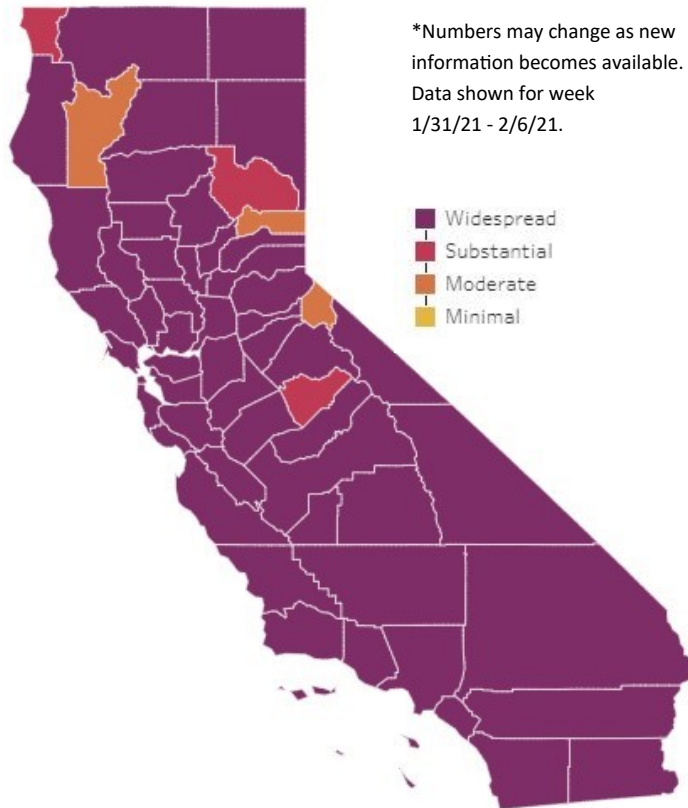 *Numbers may change as new
information becomes available.
Data shown for week
1/31/21 - 2/6/21.
Widespread
Substantial
Moderate
Minimal